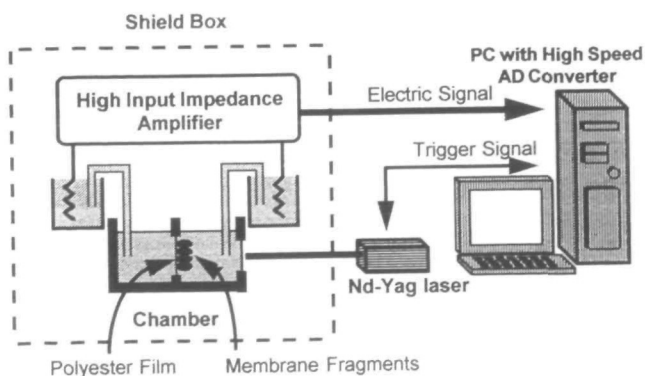 Shield Box
High Input Impedance
Amplifier
Electric Signal
PC with High Speed
AD Converter
Trigger Signal
Nd-Yag laser
Chamber
Polyester Film
Membrane Fragments